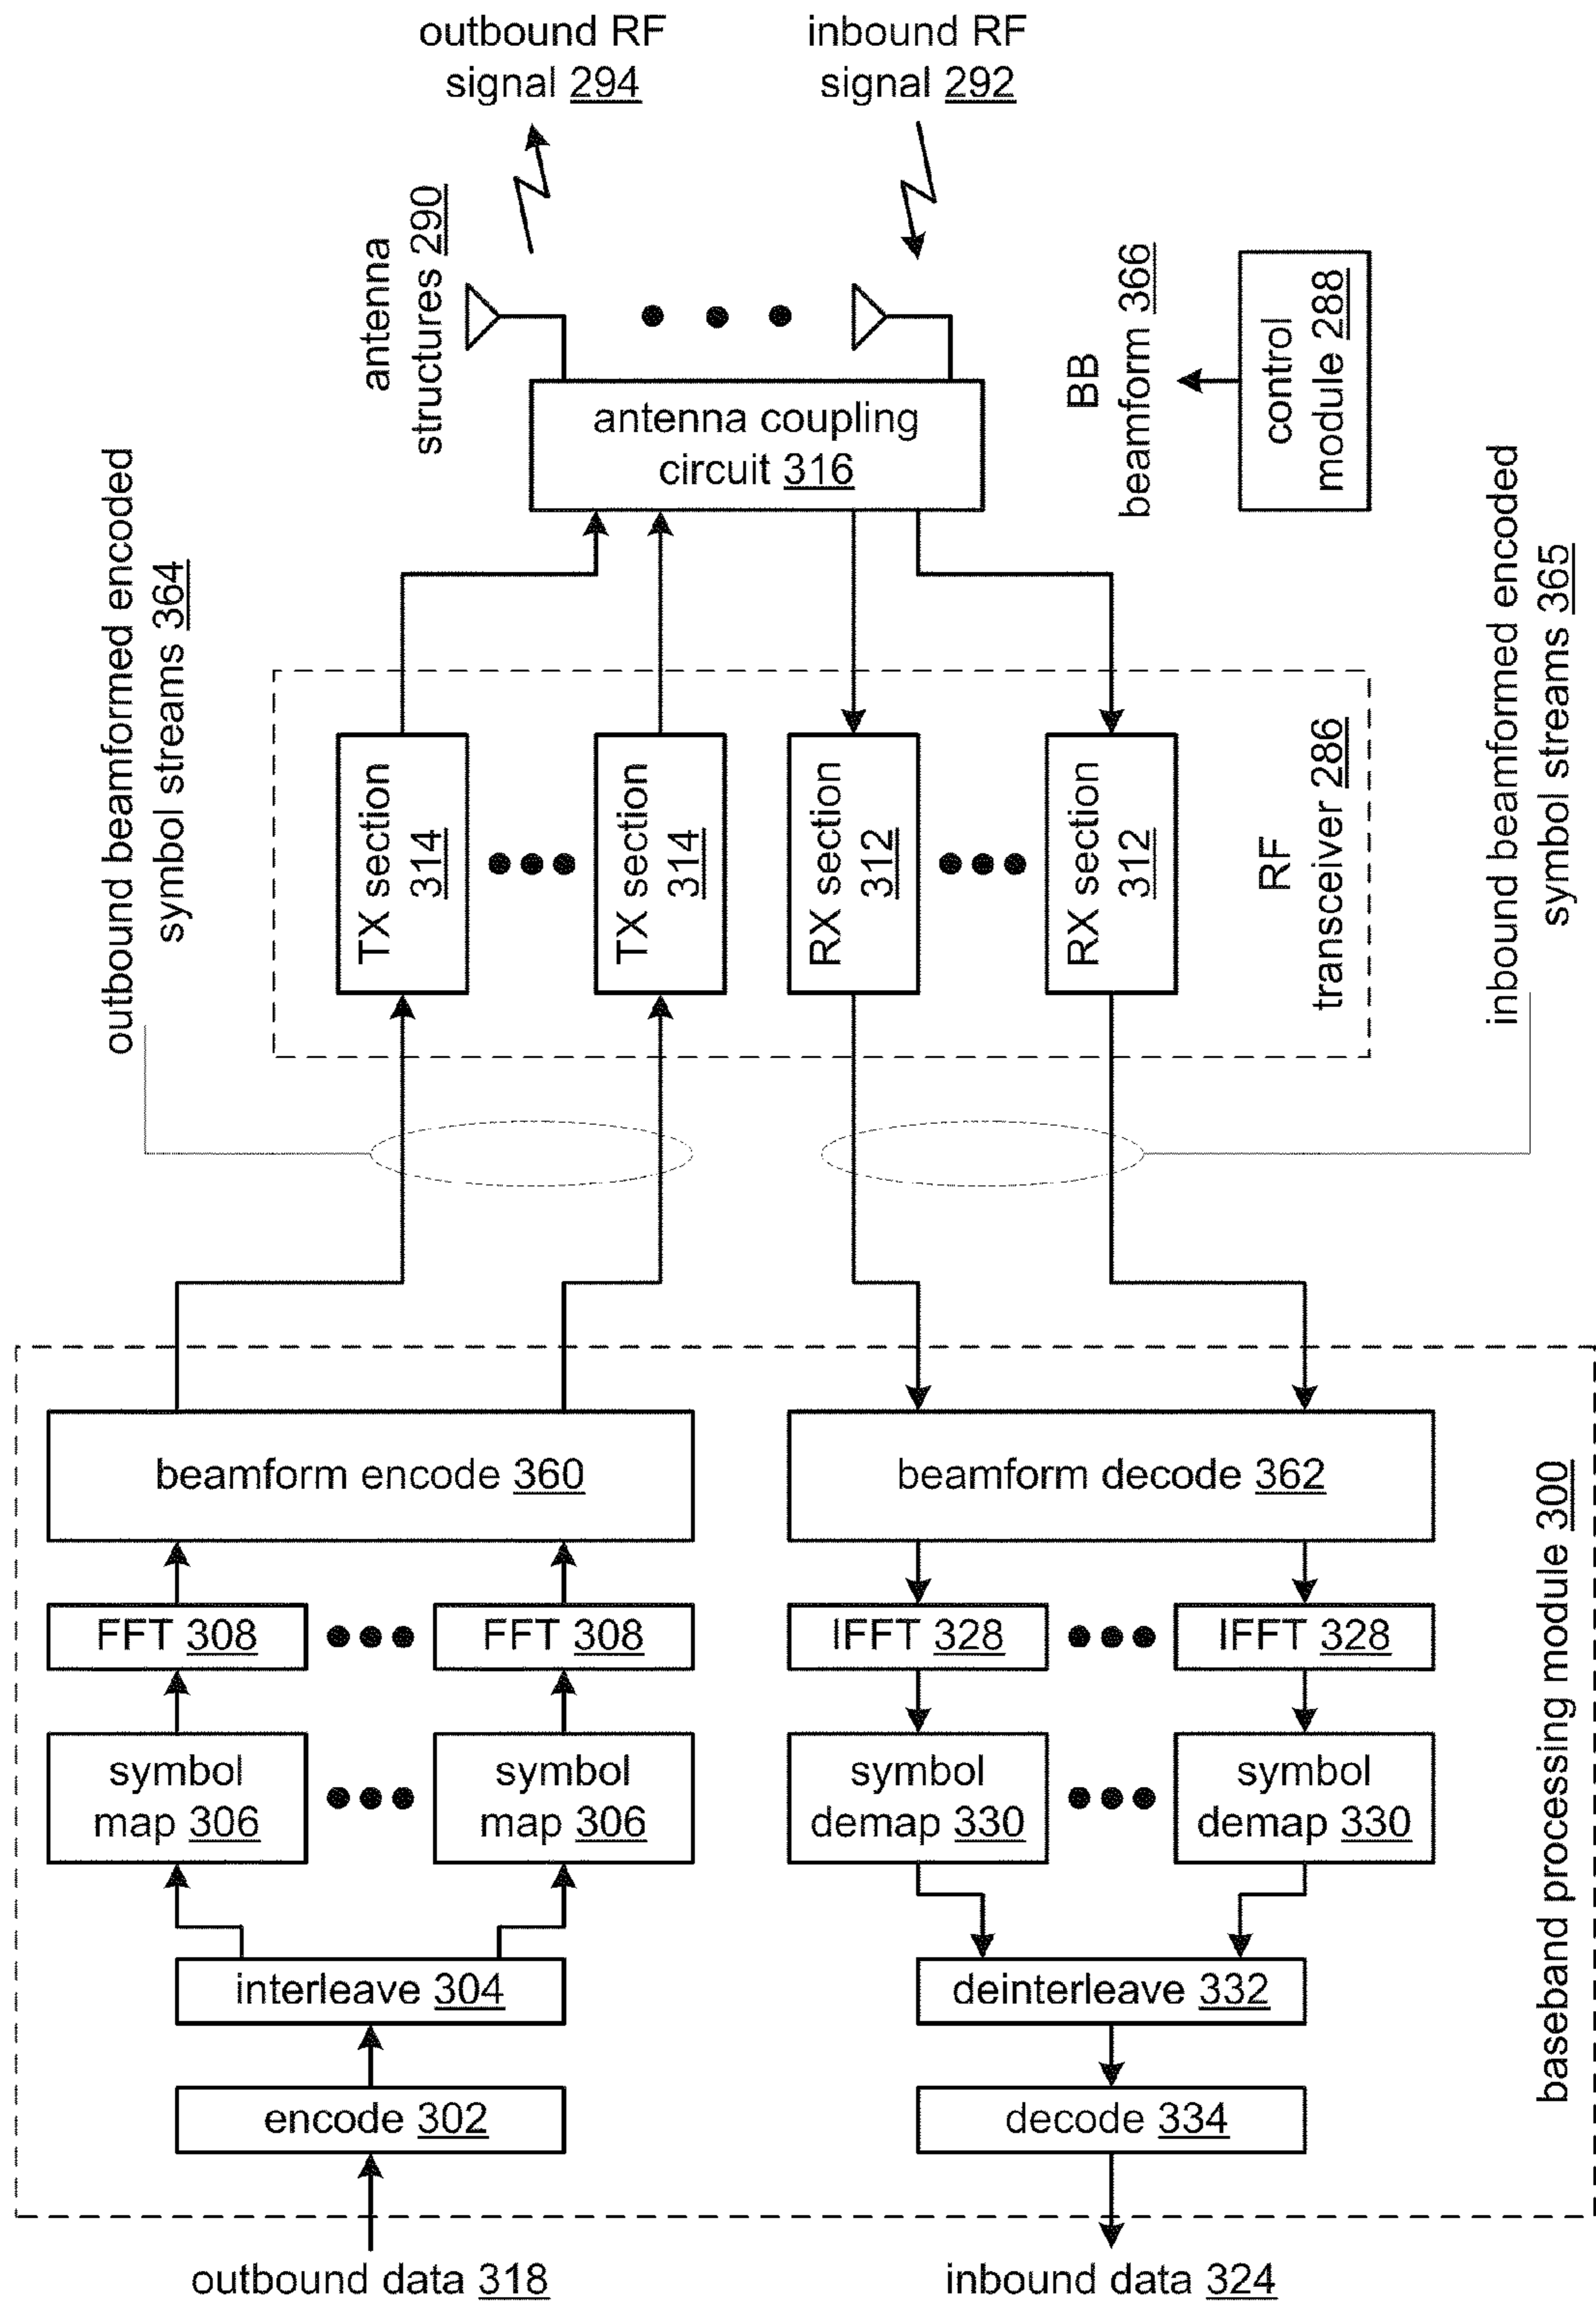 outbound RF
signal 294
inbound RF
signal 292
antenna
structures 290
BB
beamform 366
control
module 288
antenna coupling
circuit 316
outbound beamformed encoded
symbol streams 364
inbound beamformed encoded
symbol streams 365
TX section
314
TX section
314
RX section
312
RX section
312
RF
transceiver 286
beamform encode 360
beamform decode 362
FFT 308
FFT 308
IFFT 328
IFFT 328
symbol
map 306
symbol
map 306
symbol
demap 330
symbol
demap 330
interleave 304
deinterleave 332
encode 302
decode 334
baseband processing module 300
outbound data 318
inbound data 324